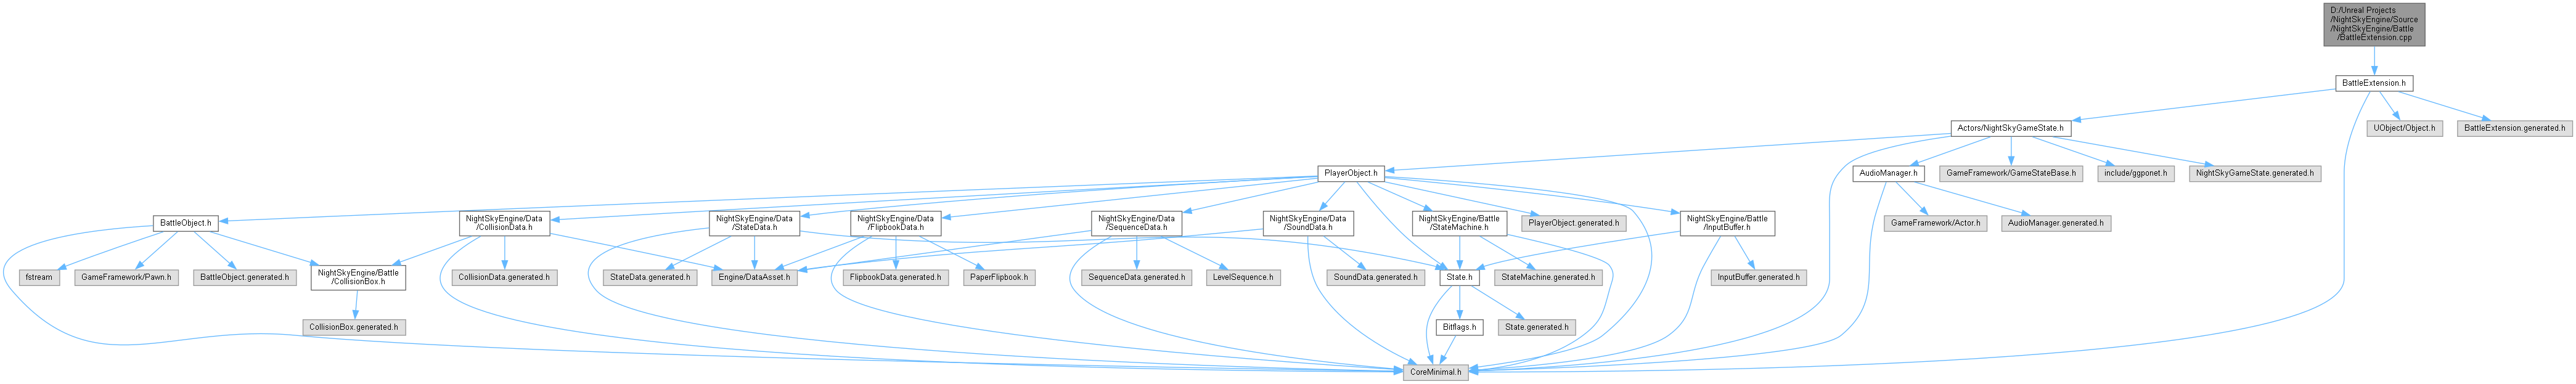 D:/Unreal Projects
/NightSkyEngine/Source
/NightSkyEngine/Battle
/BattleExtension.cpp
BattleExtension.h
Actors/NightSkyGameState.h
UObject/Object.h
BattleExtension.generated.h
PlayerObject.h
AudioManager.h
GameFramework/GameStateBase.h
include/ggponet.h
NightSkyGameState.generated.h
BattleObject.h
NightSkyEngine/Data
/CollisionData.h
NightSkyEngine/Data
/StateData.h
NightSkyEngine/Data
/FlipbookData.h
NightSkyEngine/Data
/SequenceData.h
NightSkyEngine/Data
/SoundData.h
NightSkyEngine/Battle
/StateMachine.h
PlayerObject.generated.h
NightSkyEngine/Battle
/InputBuffer.h
GameFramework/Actor.h
AudioManager.generated.h
fstream
GameFramework/Pawn.h
BattleObject.generated.h
NightSkyEngine/Battle
/CollisionBox.h
CollisionData.generated.h
StateData.generated.h
Engine/DataAsset.h
FlipbookData.generated.h
PaperFlipbook.h
SequenceData.generated.h
LevelSequence.h
SoundData.generated.h
State.h
StateMachine.generated.h
InputBuffer.generated.h
CollisionBox.generated.h
Bitflags.h
State.generated.h
CoreMinimal.h